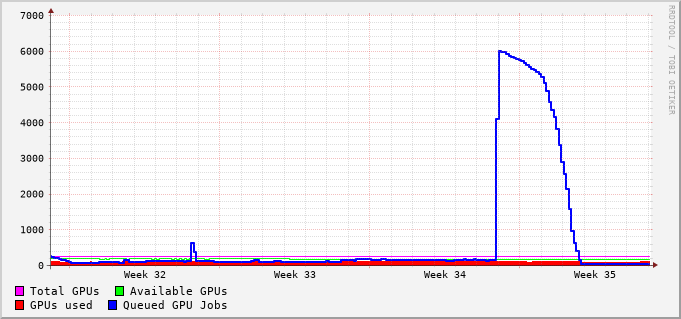 RRDTOOL / TOBI OETIKER
7000
6000
5000
4000
3000
2000
1000
0
Week 32 Week 33 Week 34 Week 35
Total GPUs Available GPUs
GPUs used Queued GPU Jobs